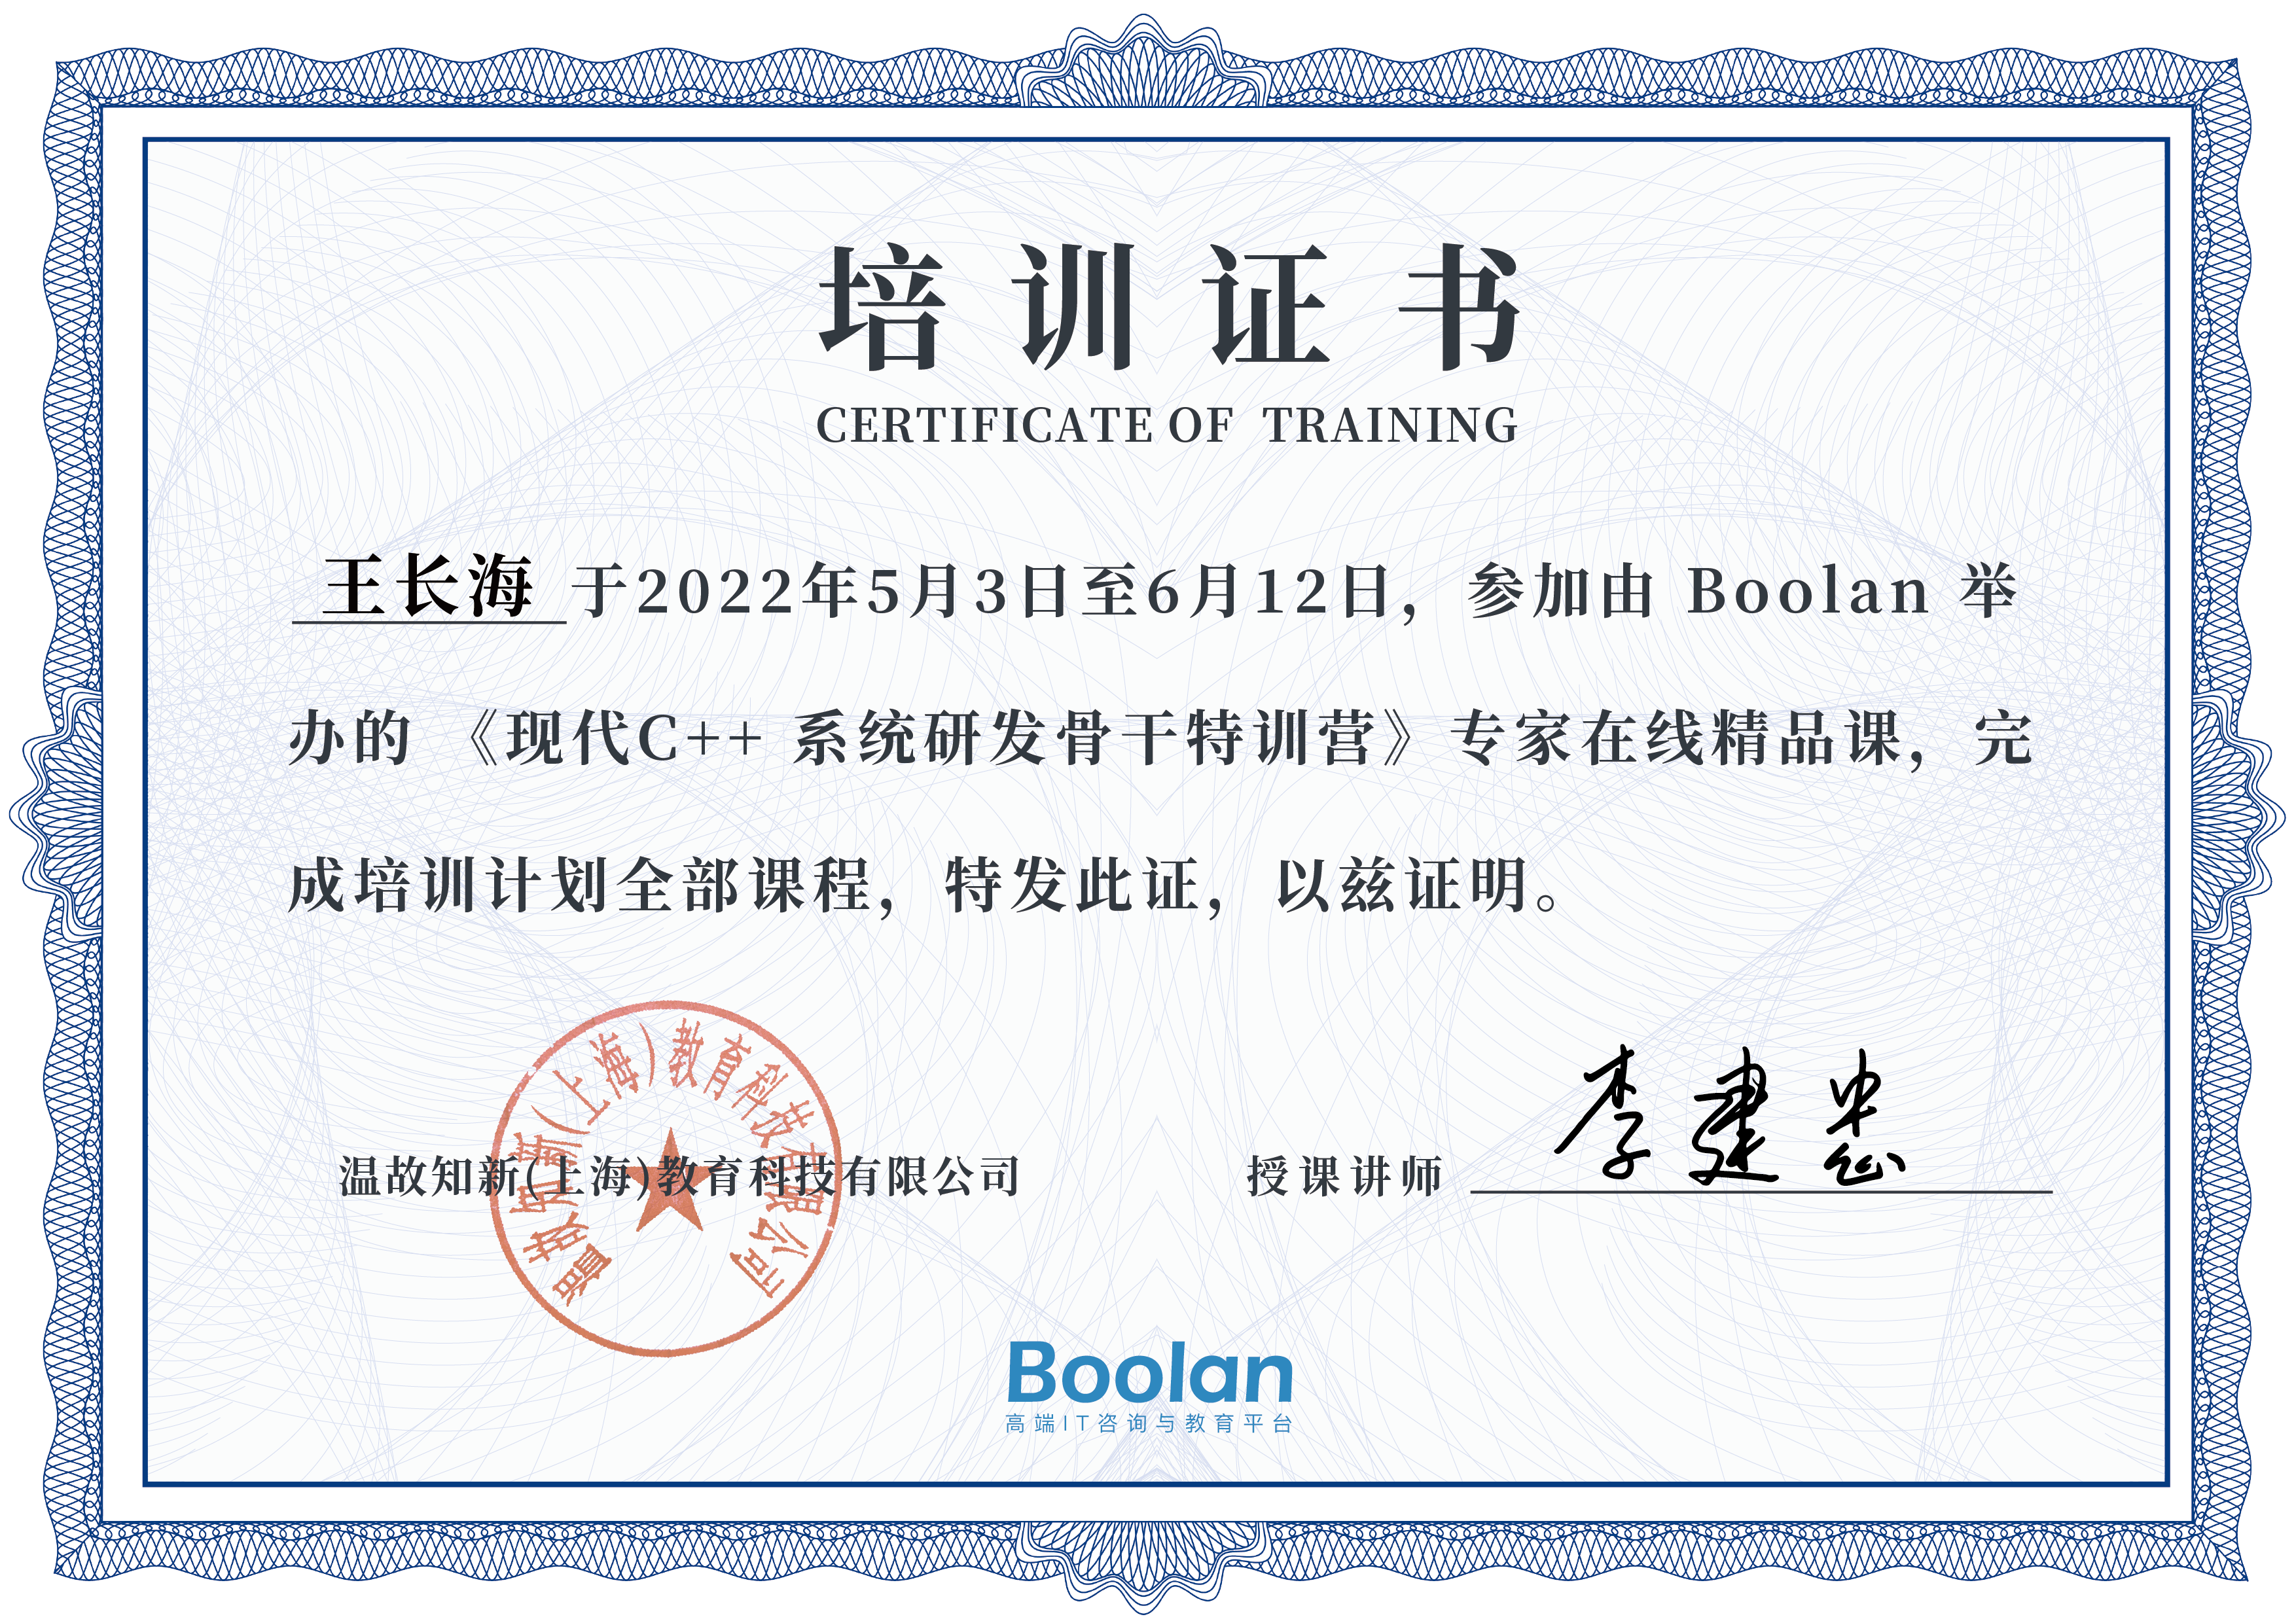 培训证书
CERTIFICATE OF TRAINING
王长海 于2022年5月3日至6月12日，参加由 Boolan 举
办的 《现代C++ 系统研发骨干特训营》专家在线精品课，完
成培训计划全部课程，特发此证，以兹证明。
温故知新(上海)教育科技有限公司
温故知新(上海)教育科技有限公司
授课讲师 李建忠
Boolan
高端IT咨询与教育平台